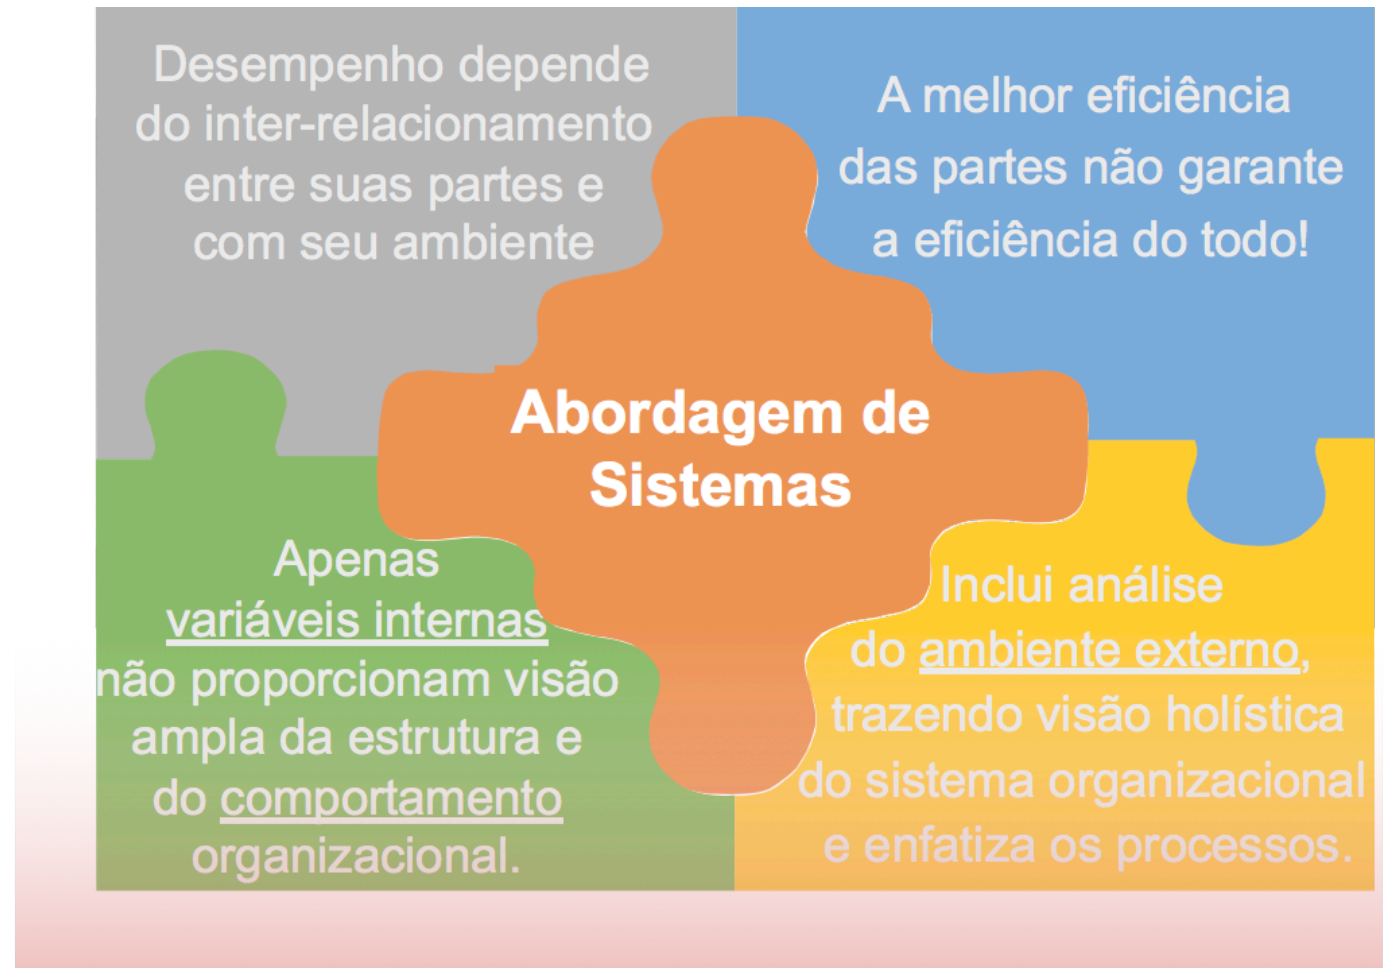 Desempenho depende
do inter-relacionamento
entre suas partes e
com seu ambiente
A melhor eficiência
das partes não garante
a eficiência do todo!
Abordagem de
Sistemas
Apenas
variáveis internas
não proporcionam visão
ampla da estrutura e
do comportamento
organizacional.
Inclui análise
do ambiente externo,
trazendo visão holística
do sistema organizacional
e enfatiza os processos.